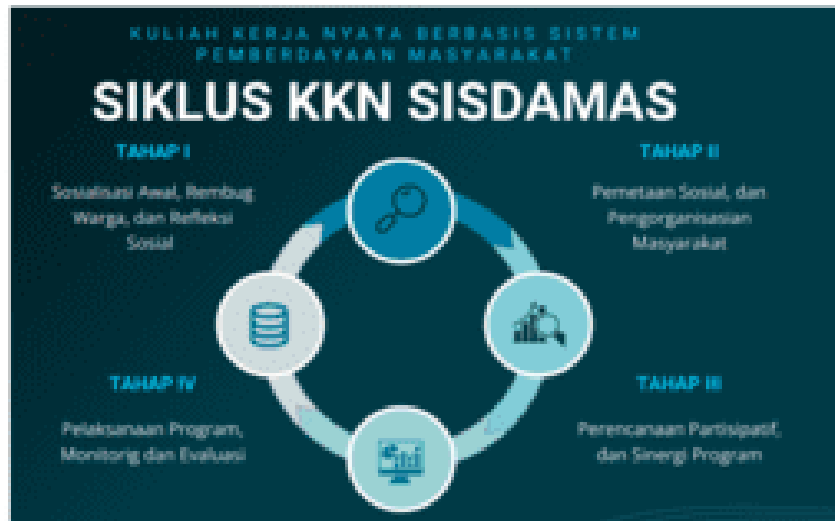 KULIAH KERJA NYATA BERBASIS SISTEM
PEMBERDAYAAN MASYARAKAT
SIKLUS KKN SISDAMAS
TAHAP I
Sosialisasi Awal, Rembug
Warga, dan Refleksi
Sosial
TAHAP II
Pemetaan Sosial, dan
Pengorganisasian
Masyarakat
TAHAP IV
Pelaksanaan Program,
Monitorig dan Evaluasi
TAHAP III
Perencanaan Partisipatif,
dan Sinergi Program